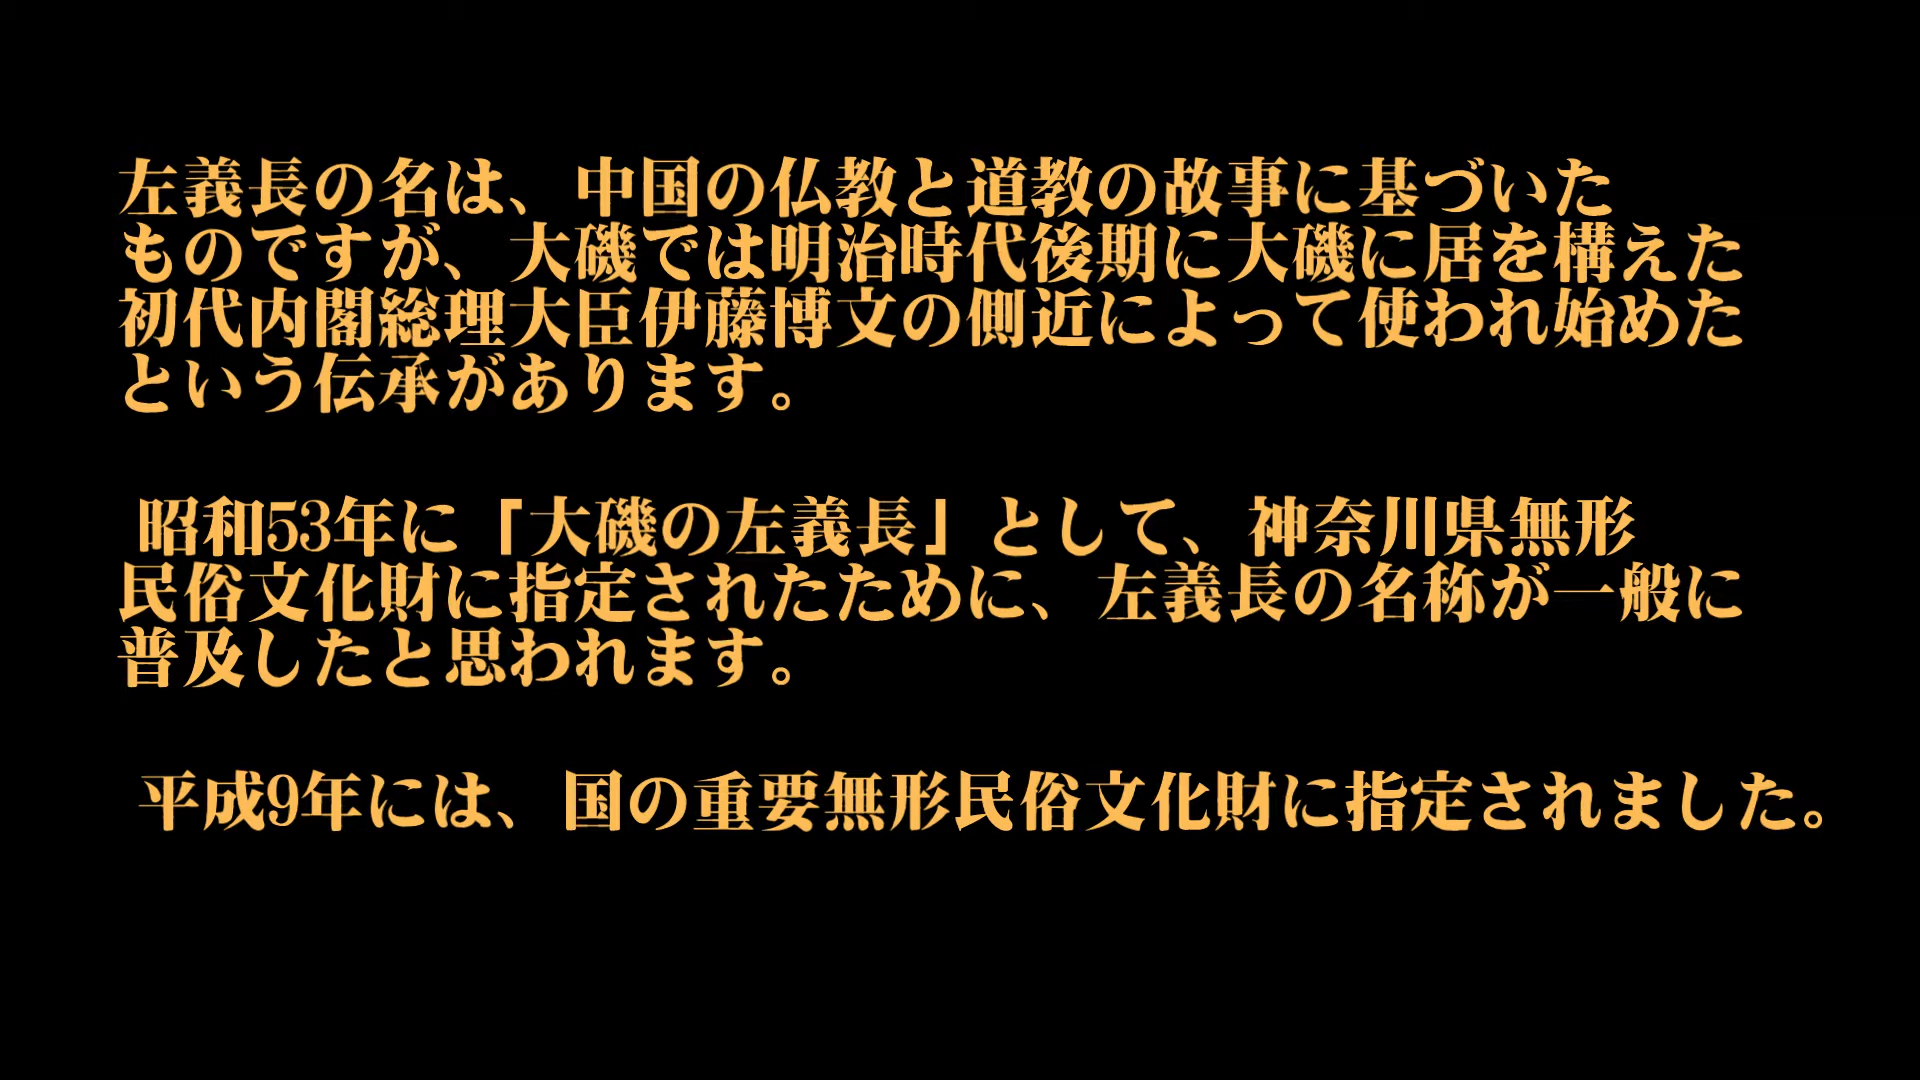 左義長の名は、中国の仏教と道教の故事に基づいた
ものですが、大磯では明治時代後期に大磯に居を構えた
初代内閣総理大臣伊藤博文の側近によって使われ始めた
という伝承があります。
昭和53年に「大磯の左義長」として、神奈川県無形
民俗文化財に指定されたために、左義長の名称が一般に
普及したと思われます。
平成9年には、国の重要無形民俗文化財に指定されました。